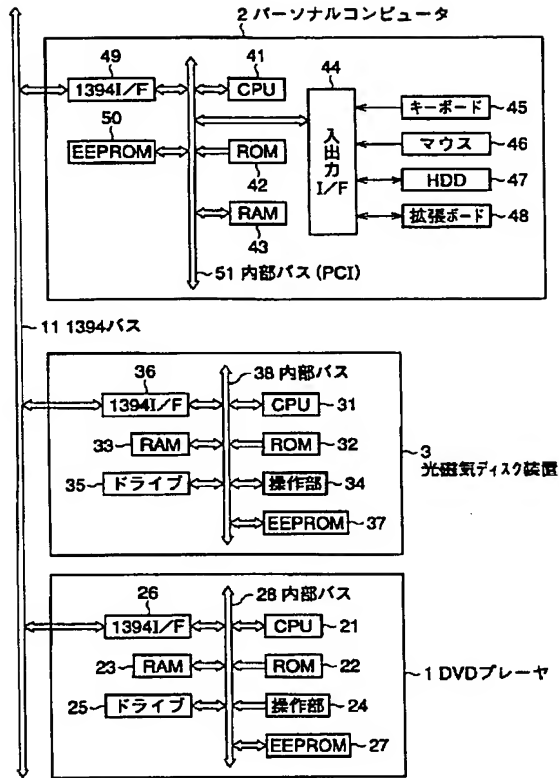 2 パーソナルコンピュータ
49 41 44
1394I/F CPU
キーボード 45
50 マウス 46
EEPROM ROM 入出力 I/F HDD 47
42
拡張ボード 48
RAM
43
51 内部バス (PCI)
11 1394バス
36 38 内部バス
1394I/F CPU 31
33 RAM ROM 32
3 光磁気ディスク装置
35 ドライブ 操作部 34
EEPROM 37
26 28 内部バス
1394I/F CPU 21
23 RAM ROM 22
1 DVDプレーヤ
25 ドライブ 操作部 24
EEPROM 27